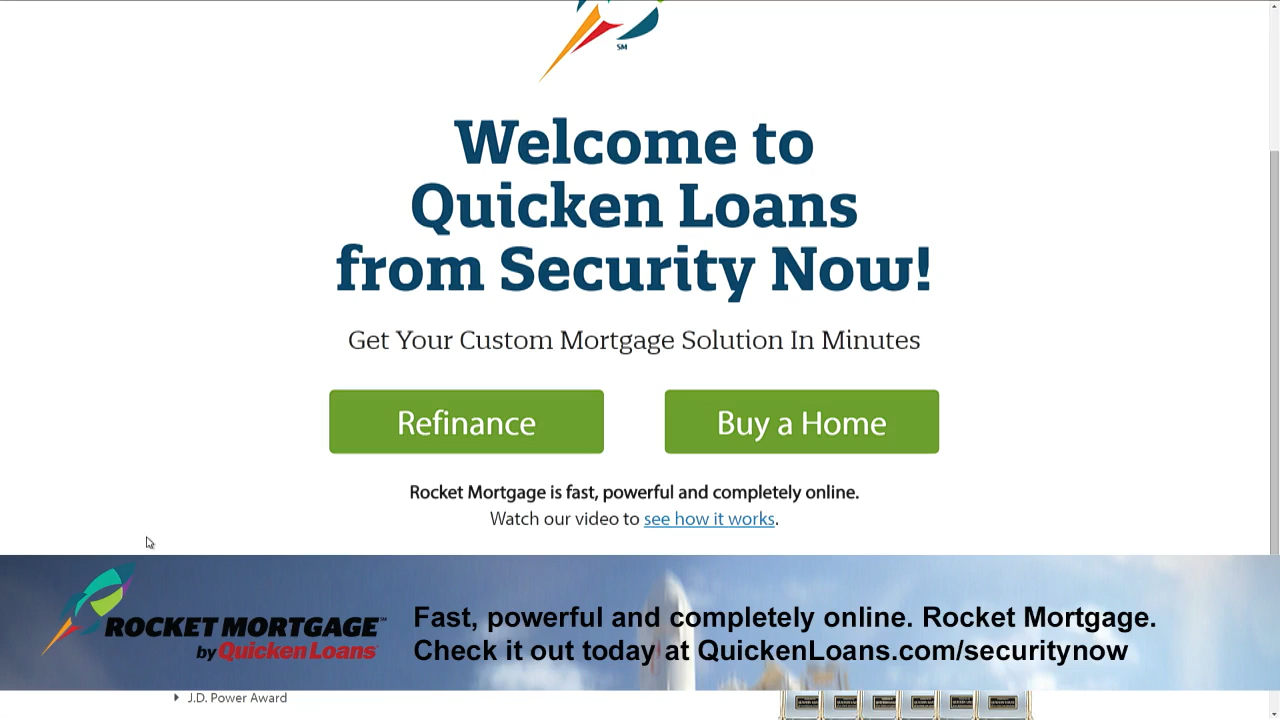 SM
Welcome to
Quicken Loans
from Security Now!
Get Your Custom Mortgage Solution In Minutes
Refinance
Buy a Home
Rocket Mortgage is fast, powerful and completely online.
Watch our video to see how it works.
ROCKET MORTGAGE
by Quicken Loans
Fast, powerful and completely online. Rocket Mortgage.
Check it out today at QuickenLoans.com/securitynow
J.D. Power Award